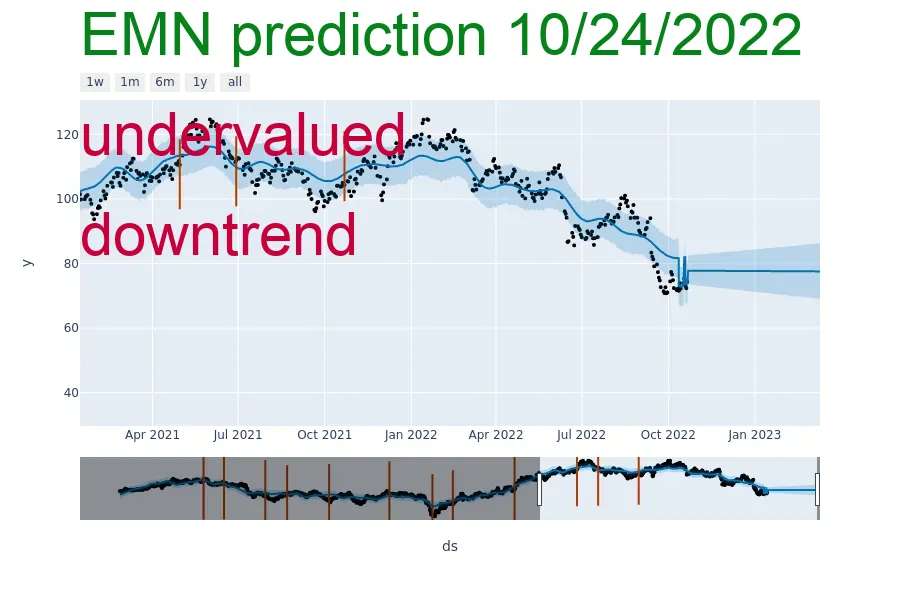 EMN prediction 10/24/2022
1w 1m 6m 1y all
undervalued
downtrend
120
100
80
60
40
y
Apr 2021 Jul 2021 Oct 2021 Jan 2022 Apr 2022 Jul 2022 Oct 2022 Jan 2023
ds